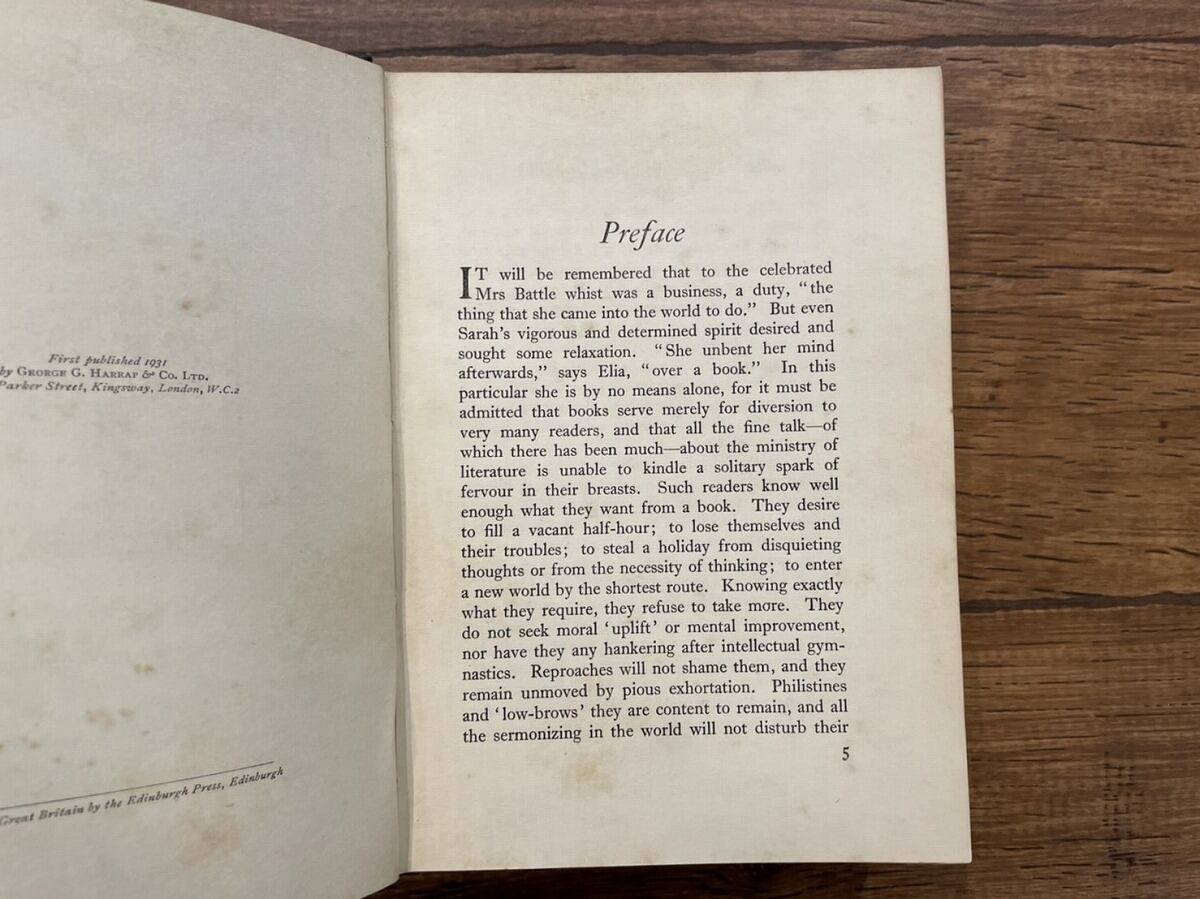 First published 1931
by GEORGE G. HARRAP & CO. LTD.
Parker Street, Kingsway, London, W.C.2
Great Britain by the Edinburgh Press, Edinburgh
Preface
IT will be remembered that to the celebrated
Mrs Battle whist was a business, a duty, “the
thing that she came into the world to do.” But even
Sarah’s vigorous and determined spirit desired and
sought some relaxation. “She unbent her mind
afterwards,” says Elia, “over a book.” In this
particular she is by no means alone, for it must be
admitted that books serve merely for diversion to
very many readers, and that all the fine talk—of
which there has been much—about the ministry of
literature is unable to kindle a solitary spark of
fervour in their breasts. Such readers know well
enough what they want from a book. They desire
to fill a vacant half-hour; to lose themselves and
their troubles; to steal a holiday from disquieting
thoughts or from the necessity of thinking; to enter
a new world by the shortest route. Knowing exactly
what they require, they refuse to take more. They
do not seek moral ‘uplift’ or mental improvement,
nor have they any hankering after intellectual gym-
nastics. Reproaches will not shame them, and they
remain unmoved by pious exhortation. Philistines
and ‘low-brows’ they are content to remain, and all
the sermonizing in the world will not disturb their
5